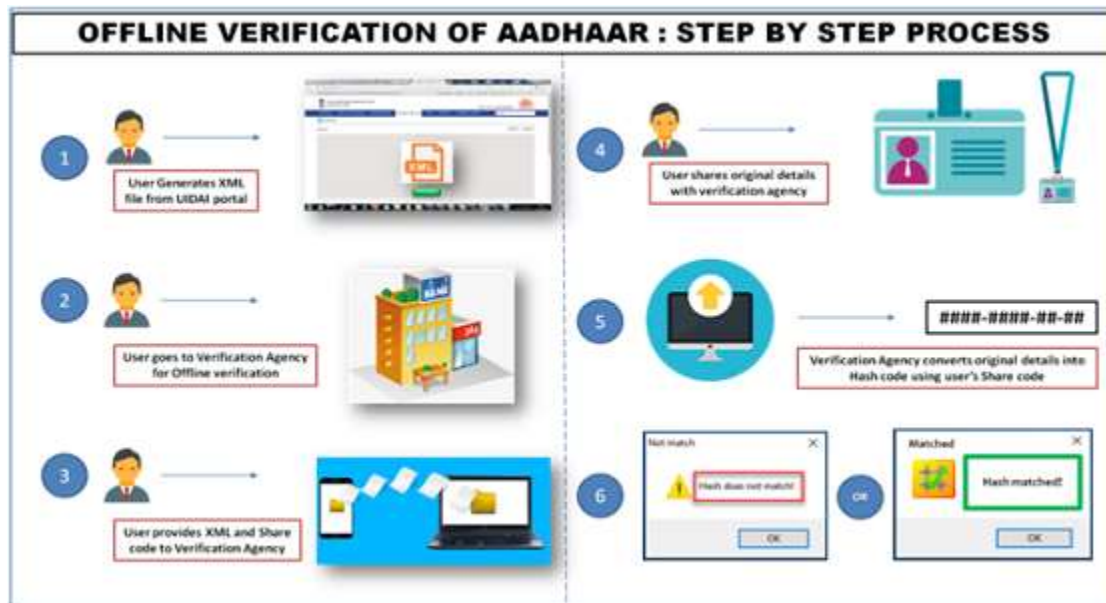 OFFLINE VERIFICATION OF AADHAAR : STEP BY STEP PROCESS
1
XML
User Generates XML
file from UIDAI portal
2
User goes to Verification Agency
for Offline verification
3
User provides XML and Share
code to Verification Agency
4
User shares original details
with verification agency
5
####-####-##-##
Verification Agency converts original details into
Hash code using user's Share code
6
Not match
Hash does not match!
OK
OR
Matched
Hash matched!
OK